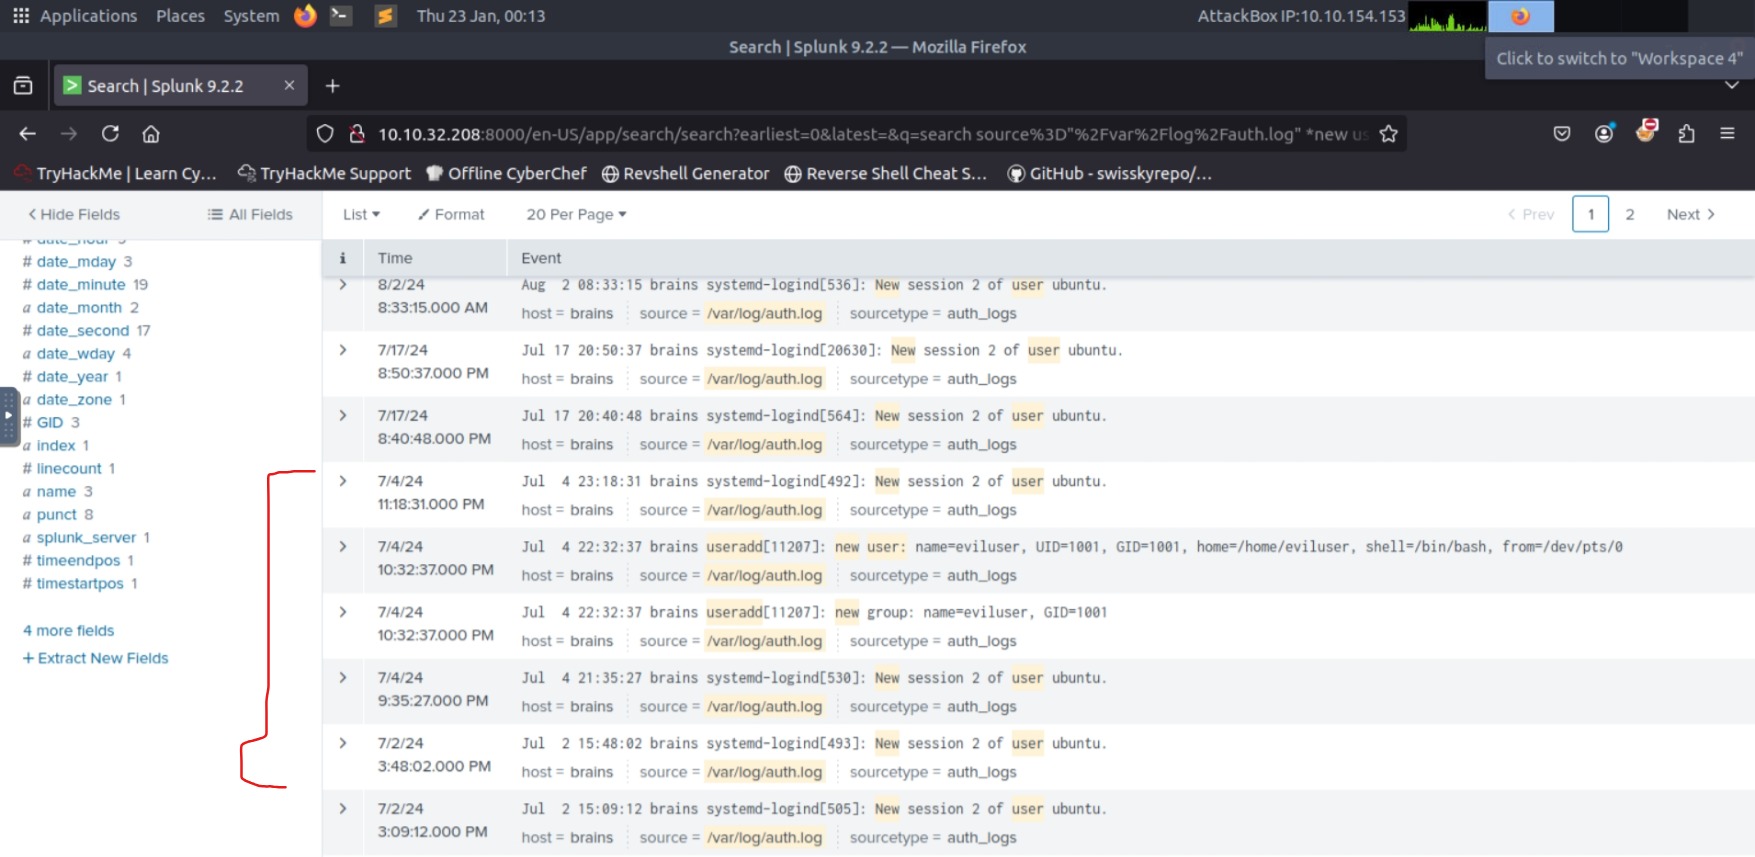 Applications Places System Thu 23 Jan, 00:13 AttackBox IP:10.10.154.153
Search | Splunk 9.2.2 — Mozilla Firefox
Click to switch to "Workspace 4"
Search | Splunk 9.2.2
10.10.32.208:8000/en-US/app/search/search?earliest=0&latest=&q=search source%3D"%2Fvar%2Flog%2Fauth.log" *new us
TryHackMe | Learn Cy... TryHackMe Support Offline CyberChef Revshell Generator Reverse Shell Cheat S... GitHub - swisskyrepo/...
Hide Fields All Fields List Format 20 Per Page Prev 1 2 Next
i Time Event
# date_mday 3
# date_minute 19
a date_month 2
# date_second 17
a date_wday 4
# date_year 1
a date_zone 1
# GID 3
a index 1
# linecount 1
a name 3
a punct 8
a splunk_server 1
# timeendpos 1
# timestartpos 1
4 more fields
+ Extract New Fields
8/2/24 Aug 2 08:33:15 brains systemd-logind[536]: New session 2 of user ubuntu.
8:33:15.000 AM host = brains source = /var/log/auth.log sourcetype = auth_logs
7/17/24 Jul 17 20:50:37 brains systemd-logind[20630]: New session 2 of user ubuntu.
8:50:37.000 PM host = brains source = /var/log/auth.log sourcetype = auth_logs
7/17/24 Jul 17 20:40:48 brains systemd-logind[564]: New session 2 of user ubuntu.
8:40:48.000 PM host = brains source = /var/log/auth.log sourcetype = auth_logs
7/4/24 Jul 4 23:18:31 brains systemd-logind[492]: New session 2 of user ubuntu.
11:18:31.000 PM host = brains source = /var/log/auth.log sourcetype = auth_logs
7/4/24 Jul 4 22:32:37 brains useradd[11207]: new user: name=eviluser, UID=1001, GID=1001, home=/home/eviluser, shell=/bin/bash, from=/dev/pts/0
10:32:37.000 PM host = brains source = /var/log/auth.log sourcetype = auth_logs
7/4/24 Jul 4 22:32:37 brains useradd[11207]: new group: name=eviluser, GID=1001
10:32:37.000 PM host = brains source = /var/log/auth.log sourcetype = auth_logs
7/4/24 Jul 4 21:35:27 brains systemd-logind[530]: New session 2 of user ubuntu.
9:35:27.000 PM host = brains source = /var/log/auth.log sourcetype = auth_logs
7/2/24 Jul 2 15:48:02 brains systemd-logind[493]: New session 2 of user ubuntu.
3:48:02.000 PM host = brains source = /var/log/auth.log sourcetype = auth_logs
7/2/24 Jul 2 15:09:12 brains systemd-logind[505]: New session 2 of user ubuntu.
3:09:12.000 PM host = brains source = /var/log/auth.log sourcetype = auth_logs